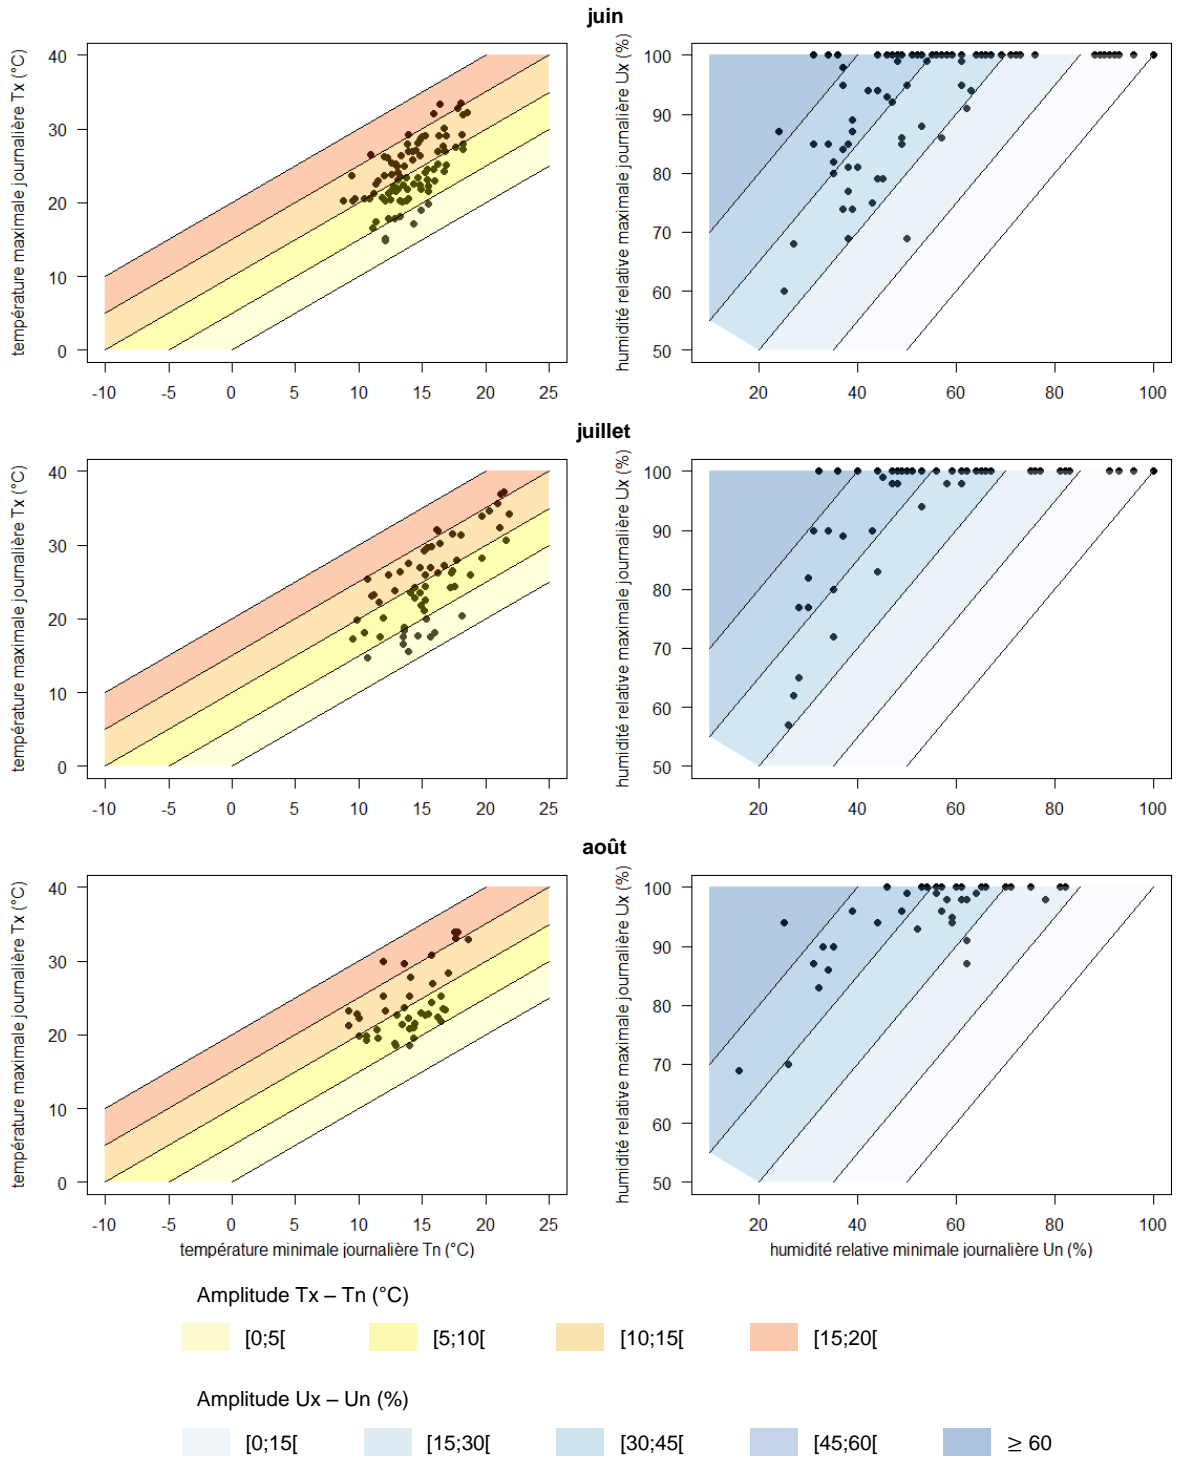 juin
température maximale journalière Tx (°C)
40
30
20
10
0
-10 -5 0 5 10 15 20 25
humidité relative maximale journalière Ux (%)
100
90
80
70
60
50
20 40 60 80 100
juillet
température maximale journalière Tx (°C)
40
30
20
10
0
-10 -5 0 5 10 15 20 25
humidité relative maximale journalière Ux (%)
100
90
80
70
60
50
20 40 60 80 100
août
température maximale journalière Tx (°C)
40
30
20
10
0
-10 -5 0 5 10 15 20 25
température minimale journalière Tn (°C)
humidité relative maximale journalière Ux (%)
100
90
80
70
60
50
20 40 60 80 100
humidité relative minimale journalière Un (%)
Amplitude Tx – Tn (°C)
[0;5[ [5;10[ [10;15[ [15;20[
Amplitude Ux – Un (%)
[0;15[ [15;30[ [30;45[ [45;60[ ≥ 60